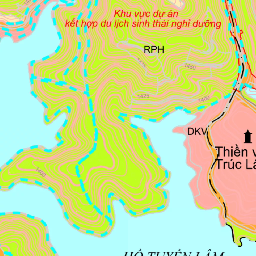 Khu vực dự án
kết hợp du lịch sinh thái nghỉ dưỡng
RPH
DKV
Thiền v
Trúc Lâ
HỒ TUYỀN LÂM